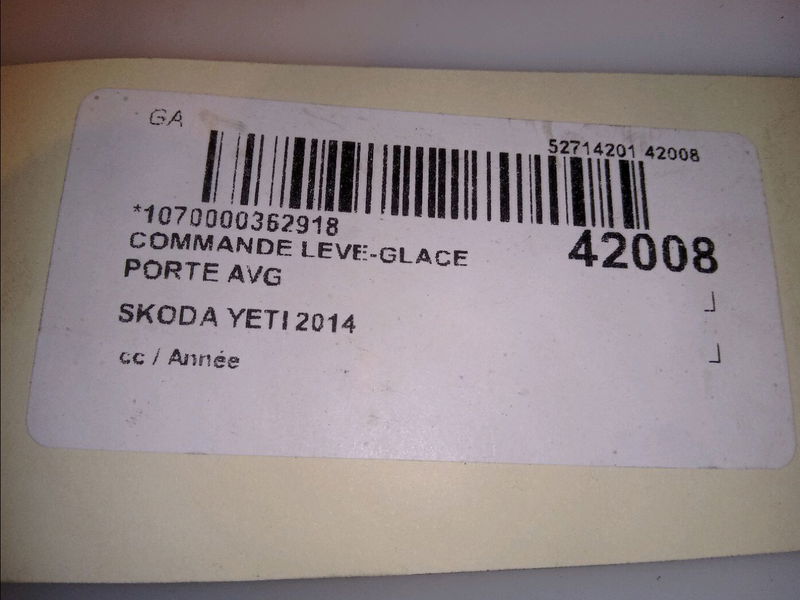 GA
52714201 42008
*1070000362918
42008
COMMANDE LEVE-GLACE
PORTE AVG
SKODA YETI 2014
cc / Année